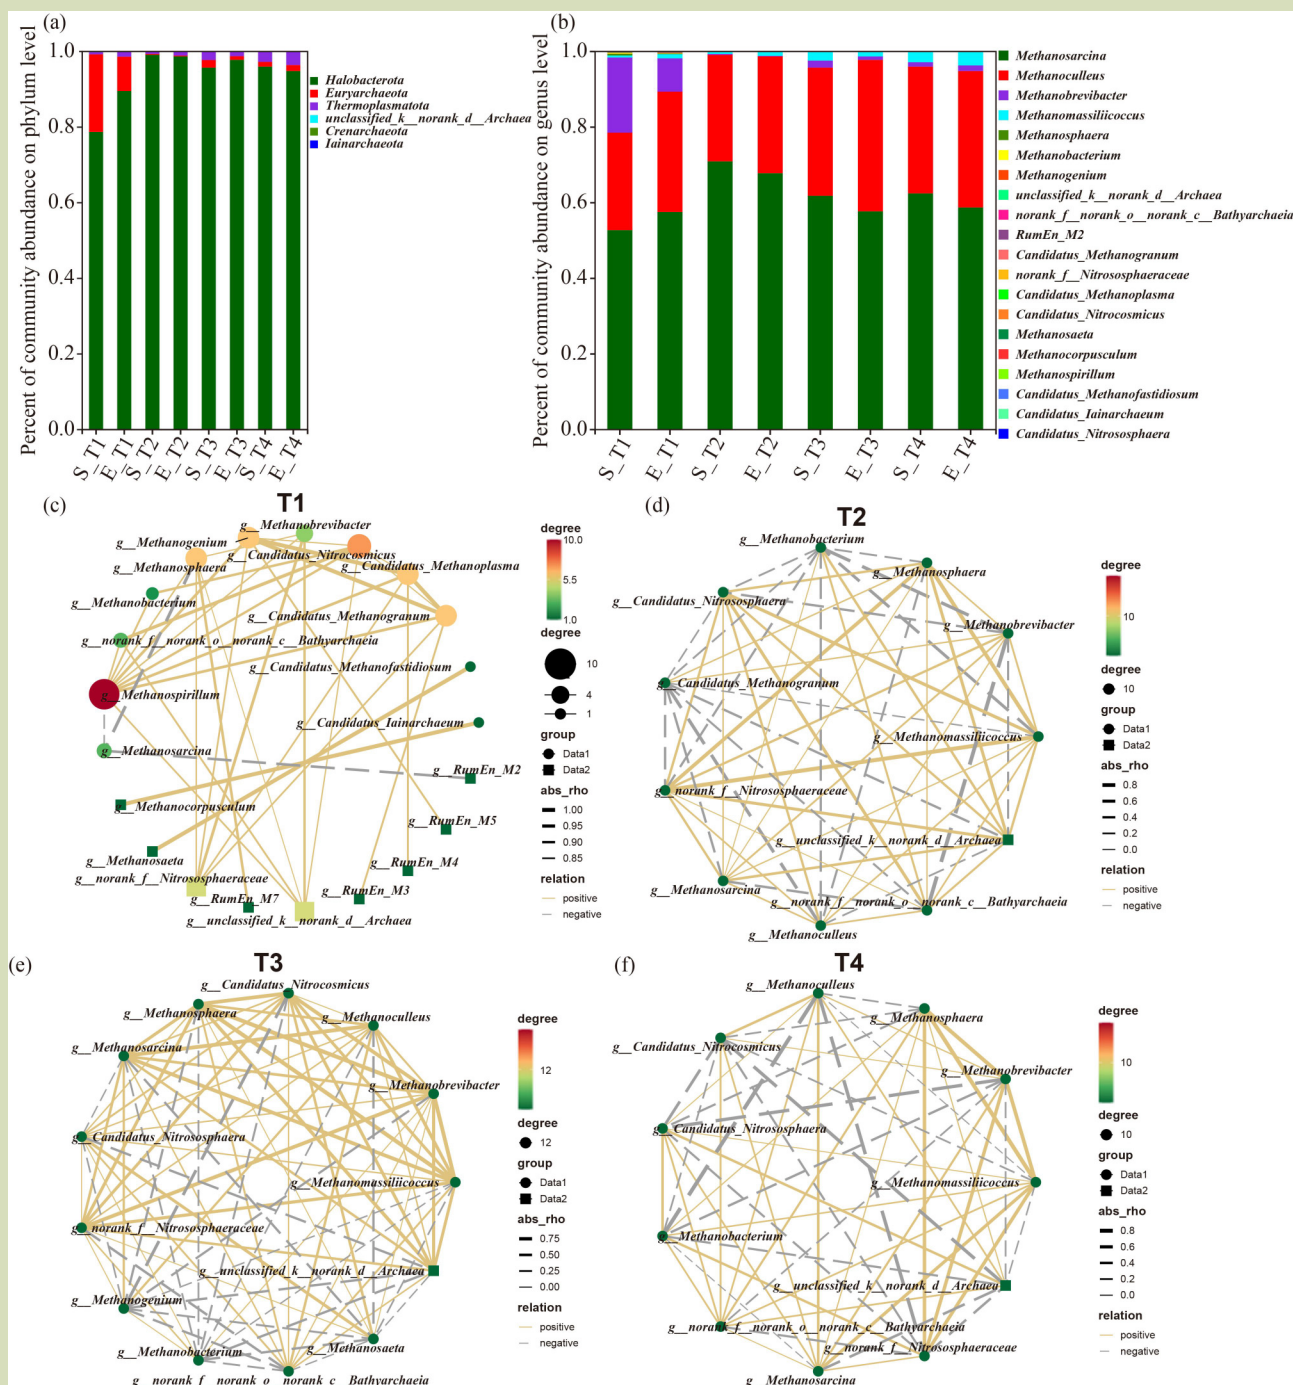 (a)
Percent of community abundance on phylum level
1.0
0.8
0.6
0.4
0.2
0.0
S_T1
E_T1
S_T2
E_T2
S_T3
E_T3
S_T4
E_T4
Halobacterota
Euryarchaeota
Thermoplasmatota
unclassified_k__norank_d__Archaea
Crenarchaeota
Iainarchaeota
(b)
Percent of community abundance on genus level
1.0
0.8
0.6
0.4
0.2
0.0
S_T1
E_T1
S_T2
E_T2
S_T3
E_T3
S_T4
E_T4
Methanosarcina
Methanoculleus
Methanobrevibacter
Methanomassiliicoccus
Methanosphaera
Methanobacterium
Methanogenium
unclassified_k__norank_d__Archaea
norank_f__norank_o__norank_c__Bathyarchaeia
RumEn_M2
Candidatus_Methanogranum
norank_f__Nitrososphaeraceae
Candidatus_Methanoplasma
Candidatus_Nitrocosmicus
Methanosaeta
Methanocorpusculum
Methanospirillum
Candidatus_Methanofastidiosum
Candidatus_Iainarchaeum
Candidatus_Nitrososphaera
(c)
T1
g__Methanobrevibacter
g__Methanogenium
g__Candidatus_Nitrocosmicus
g__Methanosphaera
g__Candidatus_Methanoplasma
g__Methanobacterium
g__Candidatus_Methanogranum
g__norank_f__norank_o__norank_c__Bathyarchaeia
g__Candidatus_Methanofastidiosum
g__Methanospirillum
g__Candidatus_Iainarchaeum
g__Methanosarcina
g__RumEn_M2
g__Methanocorpusculum
g__RumEn_M5
g__Methanosaeta
g__RumEn_M4
g__norank_f__Nitrososphaeraceae
g__RumEn_M3
g__RumEn_M7
g__unclassified_k__norank_d__Archaea
degree
10.0
5.5
1.0
degree
10
4
1
group
Data1
Data2
abs_rho
1.00
0.95
0.90
0.85
relation
positive
negative
(d)
T2
g__Methanobacterium
g__Methanosphaera
g__Candidatus_Nitrososphaera
g__Methanobrevibacter
g__Candidatus_Methanogranum
g__Methanomassiliicoccus
g__norank_f__Nitrososphaeraceae
g__unclassified_k__norank_d__Archaea
g__Methanosarcina
g__norank_f__norank_o__norank_c__Bathyarchaeia
g__Methanoculleus
degree
10
degree
10
group
Data1
Data2
abs_rho
0.8
0.6
0.4
0.2
0.0
relation
positive
negative
(e)
T3
g__Candidatus_Nitrocosmicus
g__Methanosphaera
g__Methanoculleus
g__Methanosarcina
g__Methanobrevibacter
g__Candidatus_Nitrososphaera
g__Methanomassiliicoccus
g__norank_f__Nitrososphaeraceae
g__unclassified_k__norank_d__Archaea
g__Methanogenium
g__Methanosaeta
g__Methanobacterium
g__norank_f__norank_o__norank_c__Bathyarchaeia
degree
12
degree
12
group
Data1
Data2
abs_rho
0.75
0.50
0.25
0.00
relation
positive
negative
(f)
T4
g__Methanoculleus
g__Methanosphaera
g__Candidatus_Nitrocosmicus
g__Methanobrevibacter
g__Candidatus_Nitrososphaera
g__Methanomassiliicoccus
g__Methanobacterium
g__unclassified_k__norank_d__Archaea
g__norank_f__norank_o__norank_c__Bathyarchaeia
g__norank_f__Nitrososphaeraceae
g__Methanosarcina
degree
10
degree
10
group
Data1
Data2
abs_rho
0.8
0.6
0.4
0.2
0.0
relation
positive
negative